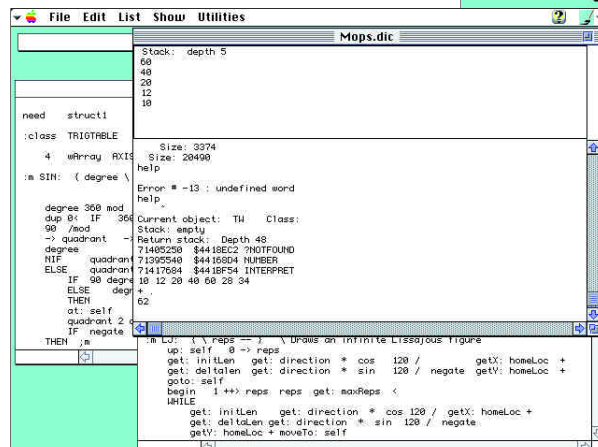 File Edit List Show Utilities
Mops.dic
Stack: depth 5
60
40
20
12
10
Size: 3374
Size: 20490
help
Error # -13 : undefined word
help
^
Current object: TW Class:
Stack: empty
Return stack: Depth 48
71405250 $4418EC2 ?NOTFOUND
71395540 $44168D4 NUMBER
71417684 $441BF54 INTERPRET
10 12 20 40 60 28 34
+ .
62
need struct1
:class TRIGTABLE
4 wArray AXIS
:m SIN: { degree \
degree 360 mod
dup 0< IF 360
90 /mod
-> quadrant
degree
NIF quadrant
ELSE quadrant
IF 90 degre
ELSE degr
THEN
at: self
quadrant 2
IF negate
THEN ;m
:m LJ: { \ reps -- } \ Draws an infinite Lissajous figure
up: self 0 -> reps
get: initLen get: direction * cos 120 / getX: homeLoc +
get: deltalen get: direction * sin 120 / negate getY: homeLoc +
goto: self
begin 1 ++> reps reps get: maxReps <
WHILE
get: initLen get: direction * cos 120 / getX: homeLoc +
get: deltaLen get: direction * sin 120 / negate
getY: homeLoc + moveTo: self